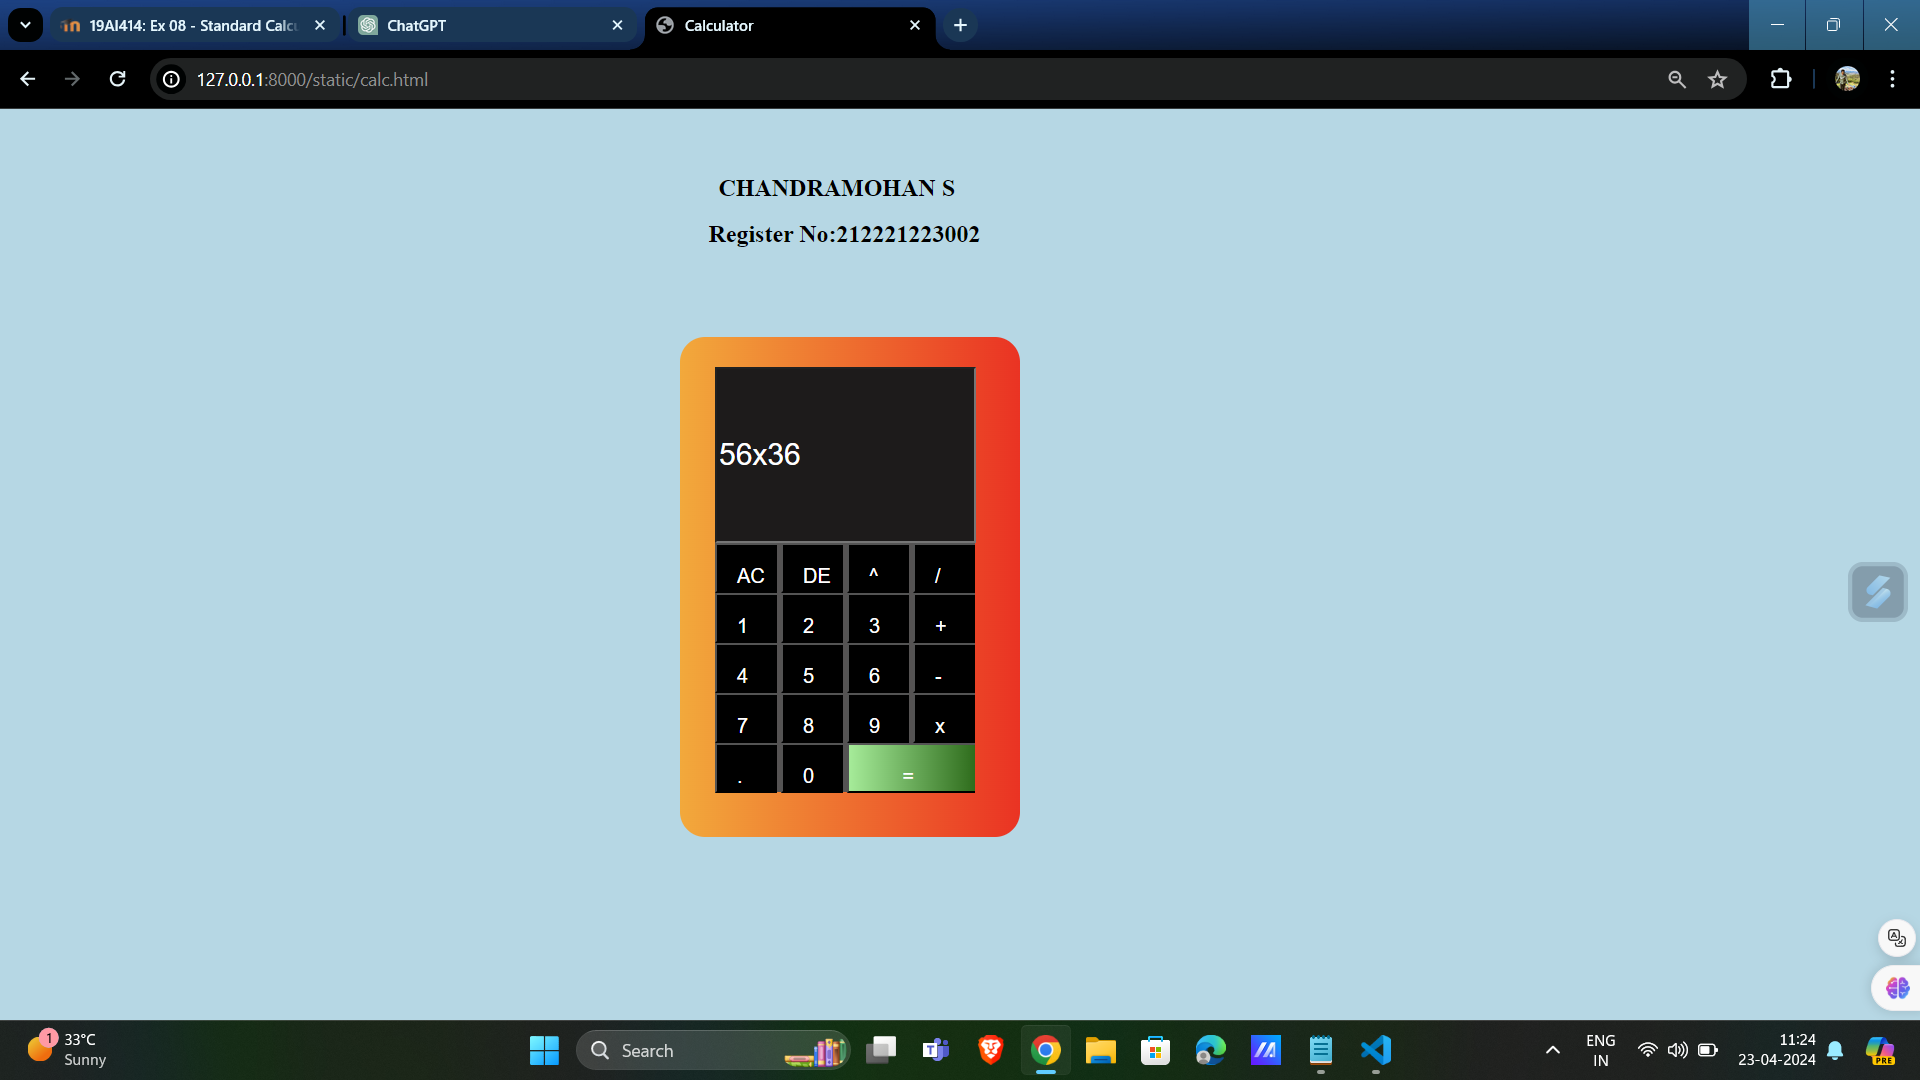 19AI414: Ex 08 - Standard Calcu
ChatGPT
Calculator
127.0.0.1:8000/static/calc.html
CHANDRAMOHAN S
Register No:212221223002
56x36
AC DE ^ /
1 2 3 +
4 5 6 -
7 8 9 x
. 0 =
1
33°C
Sunny
Search
ENG
IN
11:24
23-04-2024
PRE